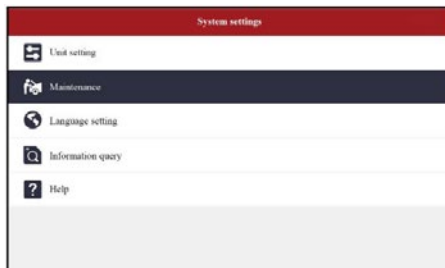 System settings
Unit setting
Maintenance
Language setting
Information query
Help